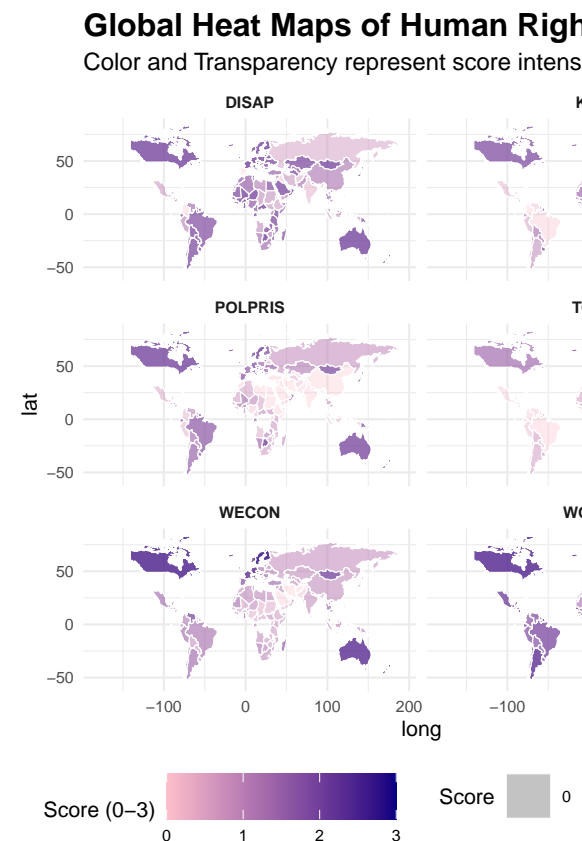 Global Heat Maps of Human Righ
Color and Transparency represent score intens
DISAP
K
50
0
−50
POLPRIS
TO
50
0
−50
lat
WECON
WO
50
0
−50
−100 0 100 200 −100
long
Score (0−3)
0 1 2 3
Score 0